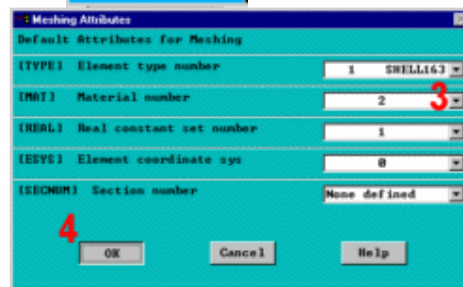 Meshing Attributes
Default Attributes for Meshing
[TYPE] Element type number 1 SHELL163
[MAT] Material number 2 3
[REAL] Real constant set number 1
[ESYS] Element coordinate sys 0
[SECNUM] Section number None defined
4
OK Cancel Help